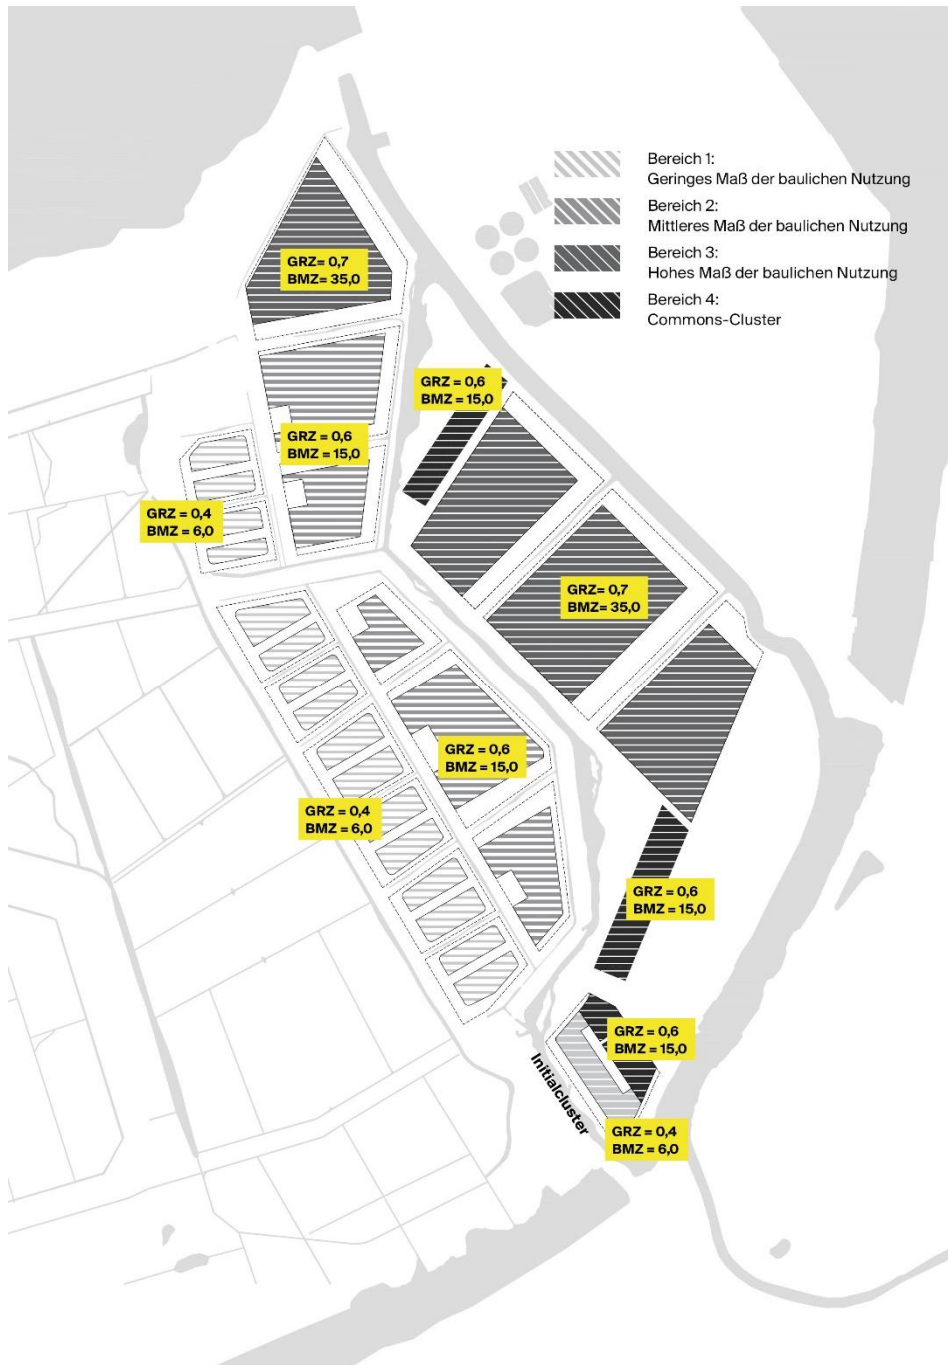 Bereich 1:
Geringes Maß der baulichen Nutzung
Bereich 2:
Mittleres Maß der baulichen Nutzung
Bereich 3:
Hohes Maß der baulichen Nutzung
Bereich 4:
Commons-Cluster
GRZ= 0,7
BMZ= 35,0
GRZ = 0,6
BMZ = 15,0
GRZ = 0,6
BMZ = 15,0
GRZ = 0,4
BMZ = 6,0
GRZ= 0,7
BMZ= 35,0
GRZ = 0,6
BMZ = 15,0
GRZ = 0,4
BMZ = 6,0
GRZ = 0,6
BMZ = 15,0
GRZ = 0,6
BMZ = 15,0
Initialcluster
GRZ = 0,4
BMZ = 6,0